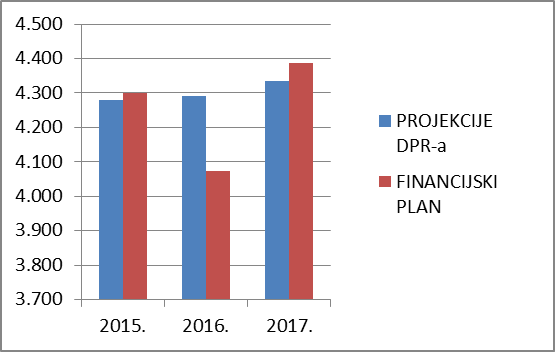 4.500
4.400
4.300
4.200
4.100
4.000
3.900
3.800
3.700
2015. 2016. 2017.
PROJEKCIJE
DPR-a
FINANCIJSKI
PLAN